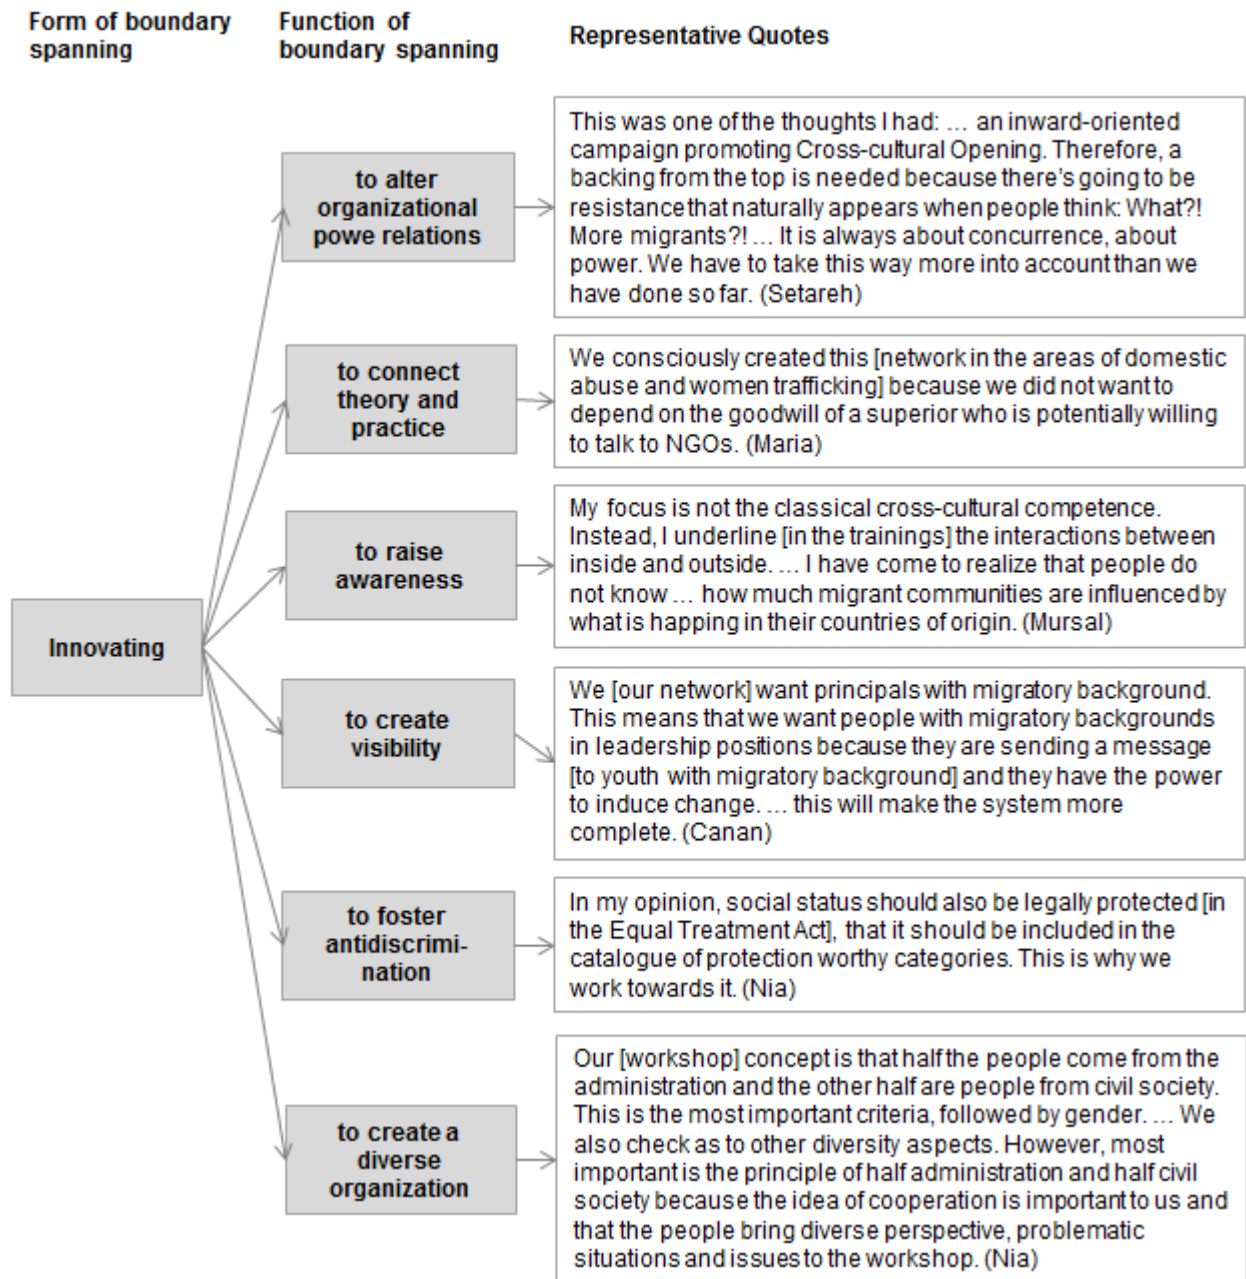 Form of boundary
spanning
Function of
boundary spanning
Representative Quotes
to alter
organizational
powe relations
This was one of the thoughts I had: … an inward-oriented
campaign promoting Cross-cultural Opening. Therefore, a
backing from the top is needed because there's going to be
resistance that naturally appears when people think: What?!
More migrants?! … It is always about concurrence, about
power. We have to take this way more into account than we
have done so far. (Setareh)
to connect
theory and
practice
We consciously created this [network in the areas of domestic
abuse and women trafficking] because we did not want to
depend on the goodwill of a superior who is potentially willing
to talk to NGOs. (Maria)
to raise
awareness
My focus is not the classical cross-cultural competence.
Instead, I underline [in the trainings] the interactions between
inside and outside. … I have come to realize that people do
not know … how much migrant communities are influenced by
what is happing in their countries of origin. (Mursal)
Innovating
to create
visibility
We [our network] want principals with migratory background.
This means that we want people with migratory backgrounds
in leadership positions because they are sending a message
[to youth with migratory background] and they have the power
to induce change. … this will make the system more
complete. (Canan)
to foster
antidiscrimi-
nation
In my opinion, social status should also be legally protected [in
the Equal Treatment Act], that it should be included in the
catalogue of protection worthy categories. This is why we
work towards it. (Nia)
to create a
diverse
organization
Our [workshop] concept is that half the people come from the
administration and the other half are people from civil society.
This is the most important criteria, followed by gender. … We
also check as to other diversity aspects. However, most
important is the principle of half administration and half civil
society because the idea of cooperation is important to us and
that the people bring diverse perspective, problematic
situations and issues to the workshop. (Nia)